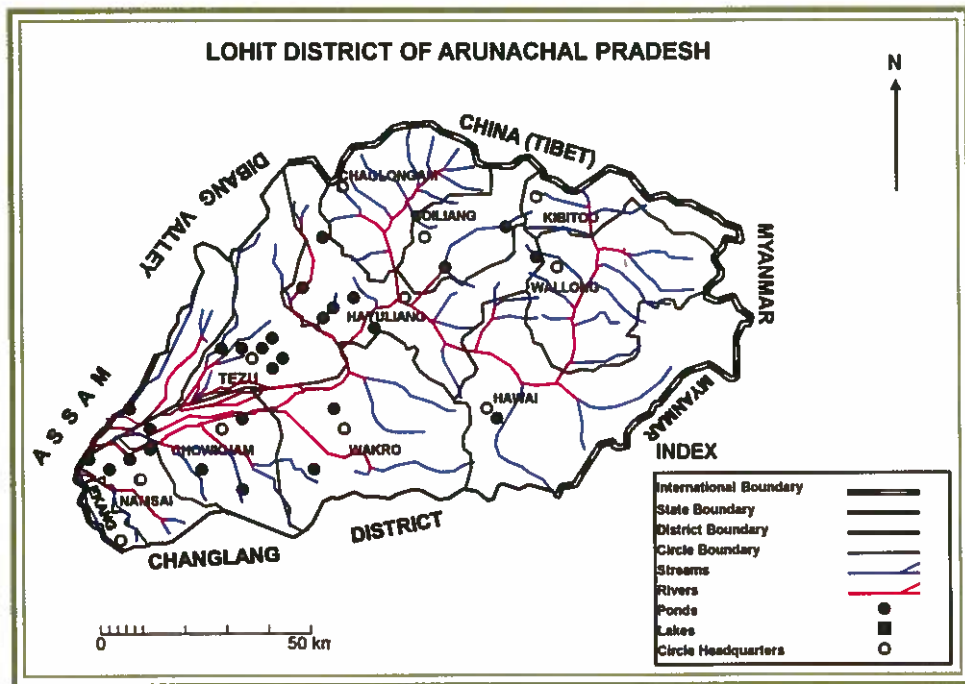 LOHIT DISTRICT OF ARUNACHAL PRADESH
N
CHINA (TIBET)
DIBANG VALLEY
CHAGLONGAM
GOILIANG
KIBITOO
MYANMAR
WALLONG
HAYULIANG
TEZU
ASSAM
HAWAI
MYANMAR
CHOWKHAM
WAKRO
LEKANG
NAMSAI
CHANGLANG DISTRICT
0 50 km
INDEX
International Boundary
State Boundary
District Boundary
Circle Boundary
Streams
Rivers
Ponds
Lakes
Circle Headquarters